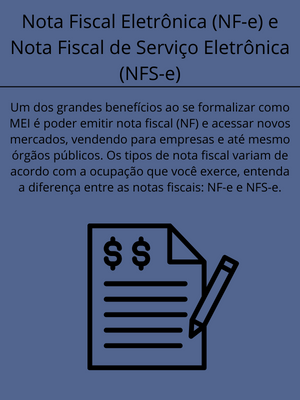 Nota Fiscal Eletrônica (NF-e) e
Nota Fiscal de Serviço Eletrônica
(NFS-e)
Um dos grandes benefícios ao se formalizar como
MEI é poder emitir nota fiscal (NF) e acessar novos
mercados, vendendo para empresas e até mesmo
órgãos públicos. Os tipos de nota fiscal variam de
acordo com a ocupação que você exerce, entenda
a diferença entre as notas fiscais: NF-e e NFS-e.
$ $